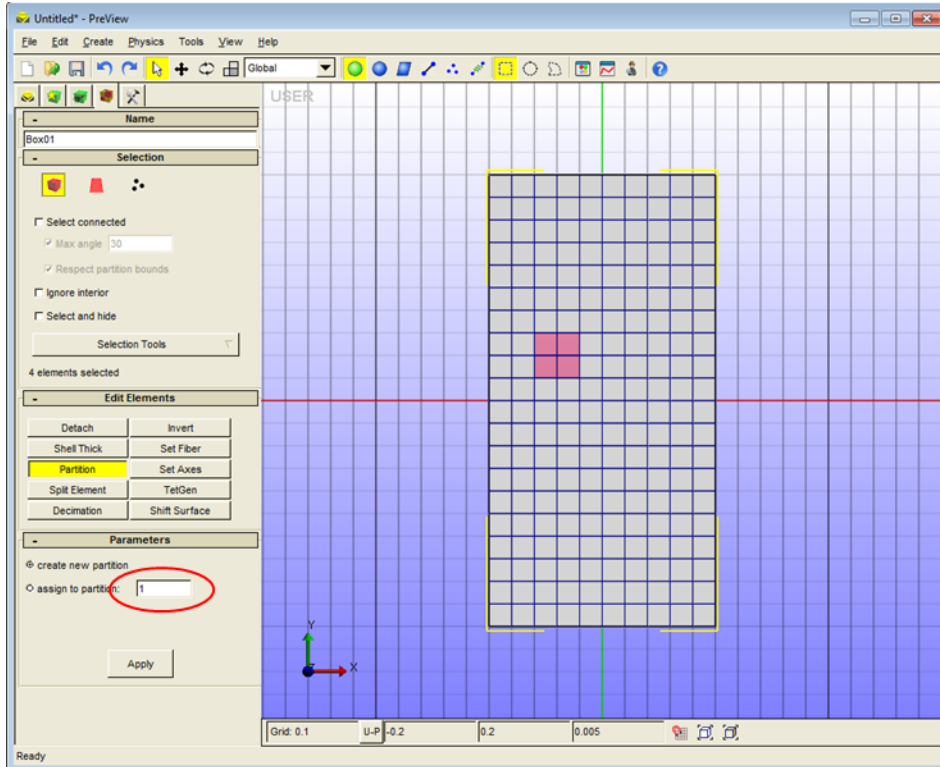 Untitled* - PreView
File Edit Create Physics Tools View Help
Global
USER
- Name
Box01
- Selection
Select connected
Max angle 30
Respect partition bounds
Ignore interior
Select and hide
Selection Tools
4 elements selected
- Edit Elements
Detach Invert
Shell Thick Set Fiber
Partition Set Axes
Split Element TetGen
Decimation Shift Surface
- Parameters
create new partition
assign to partition: 1
Apply
Y
Z X
Grid: 0.1 U-P -0.2 0.2 0.005
Ready